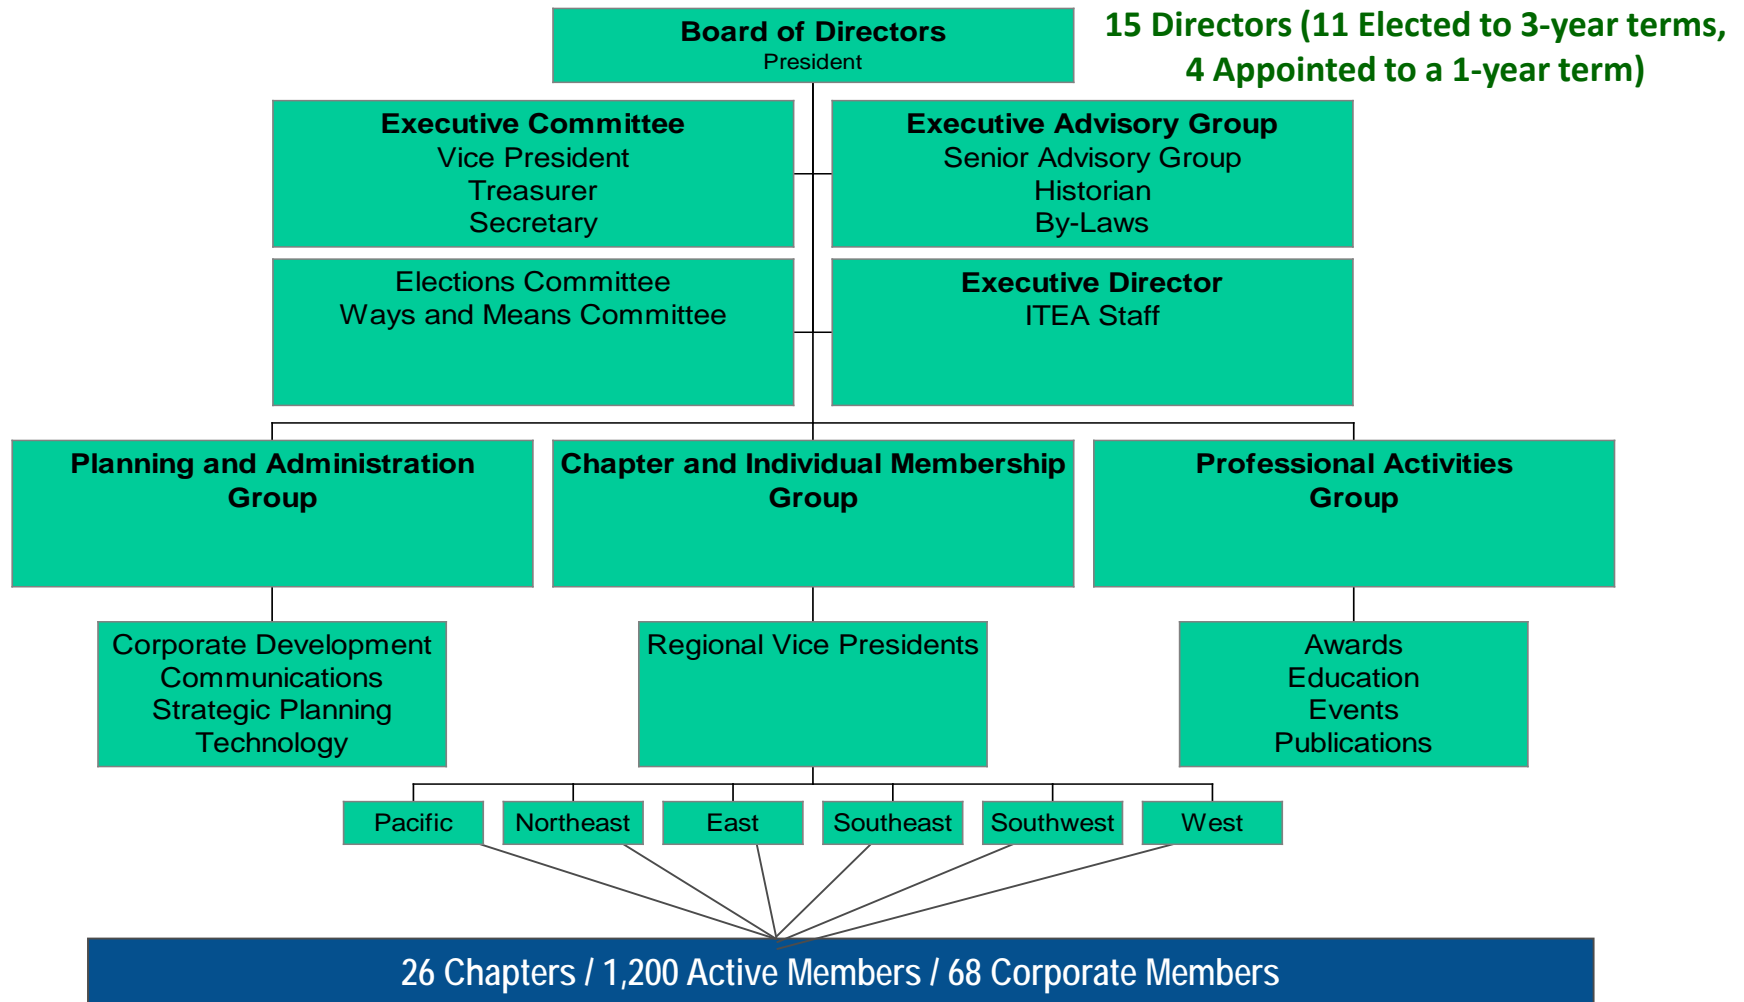 Board of Directors
President
15 Directors (11 Elected to 3-year terms,
4 Appointed to a 1-year term)
Executive Committee
Vice President
Treasurer
Secretary
Executive Advisory Group
Senior Advisory Group
Historian
By-Laws
Elections Committee
Ways and Means Committee
Executive Director
ITEA Staff
Planning and Administration
Group
Chapter and Individual Membership
Group
Professional Activities
Group
Corporate Development
Communications
Strategic Planning
Technology
Regional Vice Presidents
Awards
Education
Events
Publications
Pacific
Northeast
East
Southeast
Southwest
West
26 Chapters / 1,200 Active Members / 68 Corporate Members